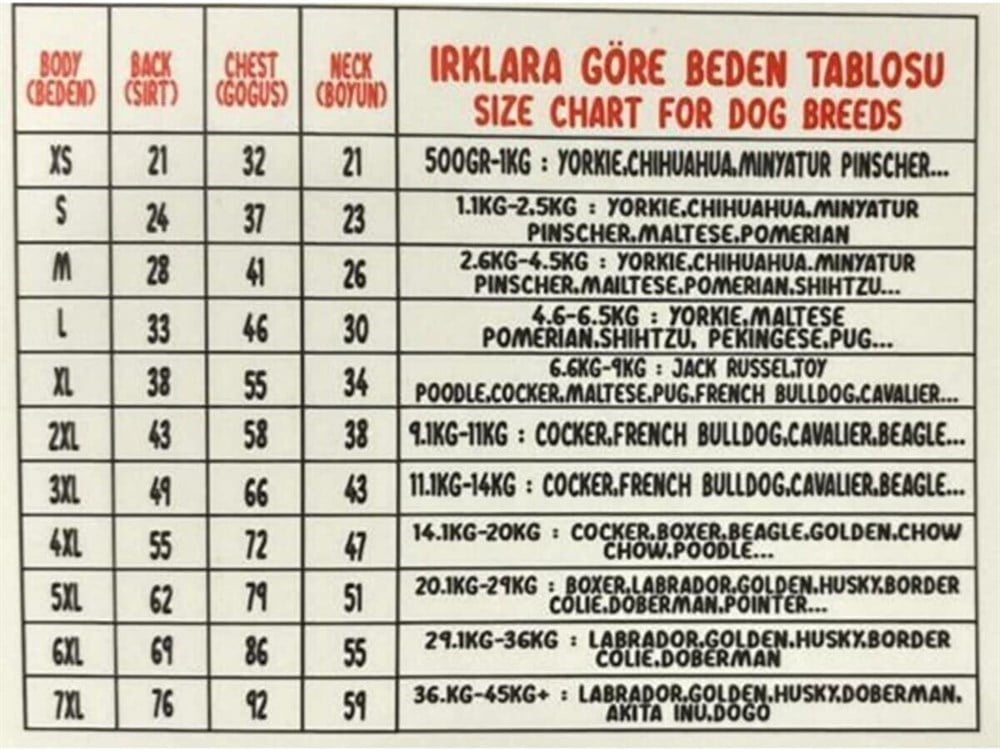 BODY (BEDEN) BACK (SIRT) CHEST (GOGUS) NECK (BOYUN) IRKLARA GÖRE BEDEN TABLOSU
SIZE CHART FOR DOG BREEDS
XS 21 32 21 500GR-1KG : YORKIE.CHIHUAHUA.MINYATUR PINSCHER...
S 24 37 23 1.1KG-2.5KG : YORKIE.CHIHUAHUA.MINYATUR
PINSCHER.MALTESE.POMERIAN
M 28 41 26 2.6KG-4.5KG : YORKIE.CHIHUAHUA.MINYATUR
PINSCHER.MAILTESE.POMERIAN.SHIHTZU...
L 33 46 30 4.6-6.5KG : YORKIE.MALTESE
POMERIAN.SHIHTZU. PEKINGESE.PUG...
XL 38 55 34 6.6KG-9KG : JACK RUSSEL.TOY
POODLE.COCKER.MALTESE.PUG.FRENCH BULLDOG.CAVALIER...
2XL 43 58 38 9.1KG-11KG : COCKER.FRENCH BULLDOG.CAVALIER.BEAGLE...
3XL 49 66 43 11.1KG-14KG : COCKER.FRENCH BULLDOG.CAVALIER.BEAGLE...
4XL 55 72 47 14.1KG-20KG : COCKER.BOXER.BEAGLE.GOLDEN.CHOW
CHOW.POODLE...
5XL 62 79 51 20.1KG-29KG : BOXER.LABRADOR.GOLDEN.HUSKY.BORDER
COLIE.DOBERMAN.POINTER...
6XL 69 86 55 29.1KG-36KG : LABRADOR.GOLDEN.HUSKY.BORDER
COLIE.DOBERMAN
7XL 76 92 59 36.KG-45KG+ : LABRADOR.GOLDEN.HUSKY.DOBERMAN.
AKITA INU.DOGO